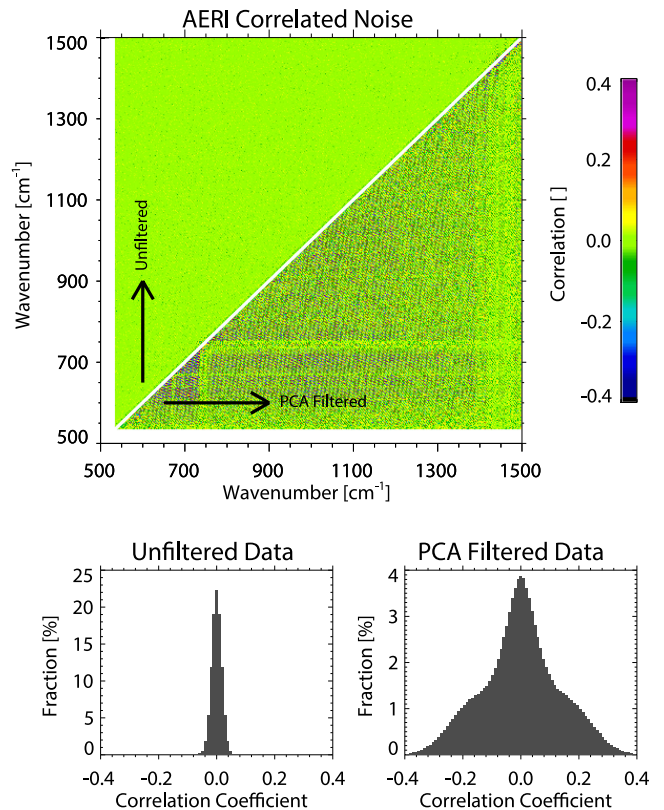 AERI Correlated Noise
1500
1300
1100
900
700
500
Wavenumber [cm⁻¹]
Unfiltered
PCA Filtered
500 700 900 1100 1300 1500
Wavenumber [cm⁻¹]
0.4
0.2
0.0
-0.2
-0.4
Correlation [ ]
Unfiltered Data
25
20
15
10
5
0
Fraction [%]
-0.4 -0.2 0.0 0.2 0.4
Correlation Coefficient
PCA Filtered Data
4
3
2
1
0
Fraction [%]
-0.4 -0.2 0.0 0.2 0.4
Correlation Coefficient